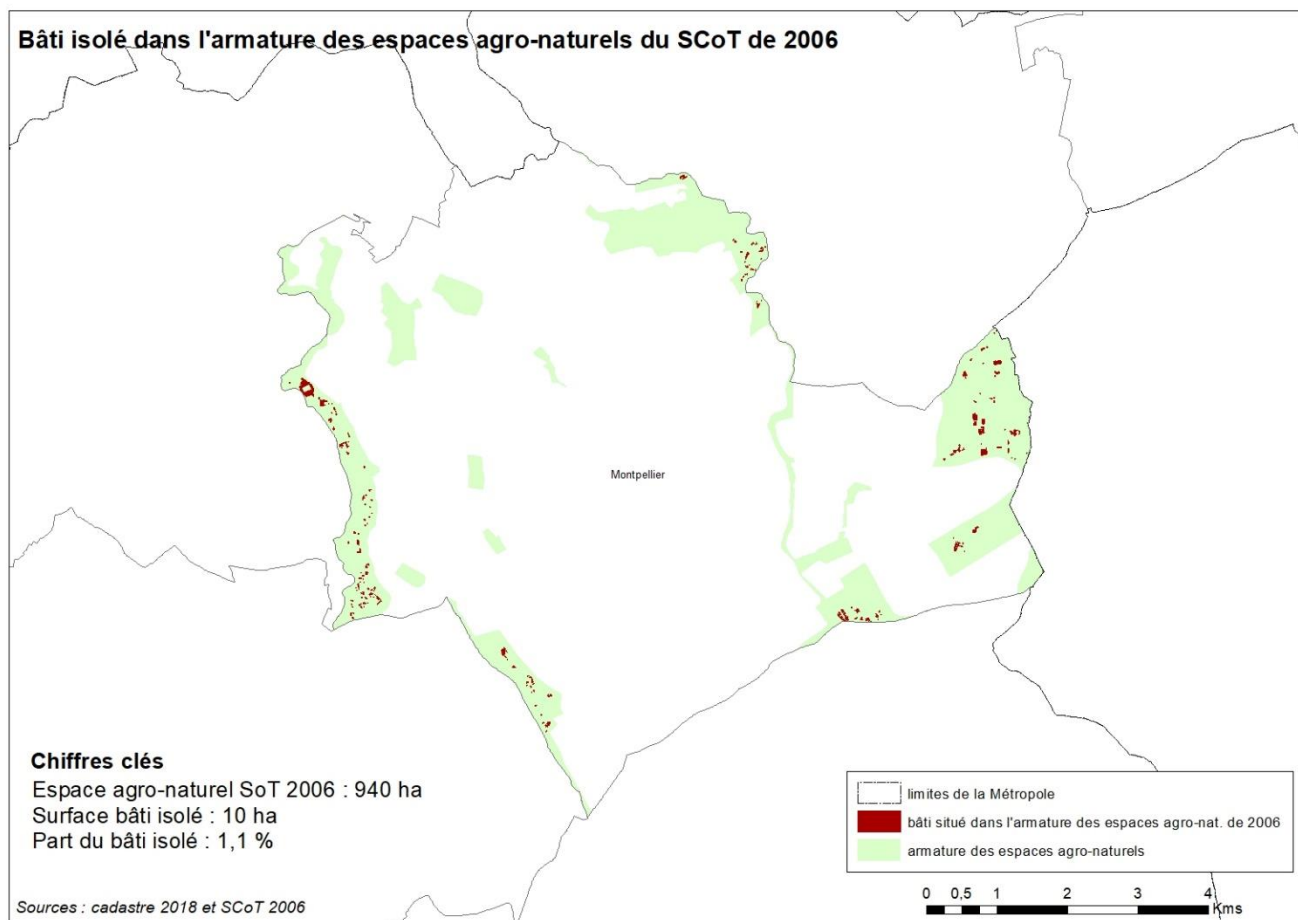 Bâti isolé dans l'armature des espaces agro-naturels du SCoT de 2006
Montpellier
Chiffres clés
Espace agro-naturel SoT 2006 : 940 ha
Surface bâti isolé : 10 ha
Part du bâti isolé : 1,1 %
limites de la Métropole
bâti situé dans l'armature des espaces agro-nat. de 2006
armature des espaces agro-naturels
0 0,5 1 2 3 4
Kms
Sources : cadastre 2018 et SCoT 2006